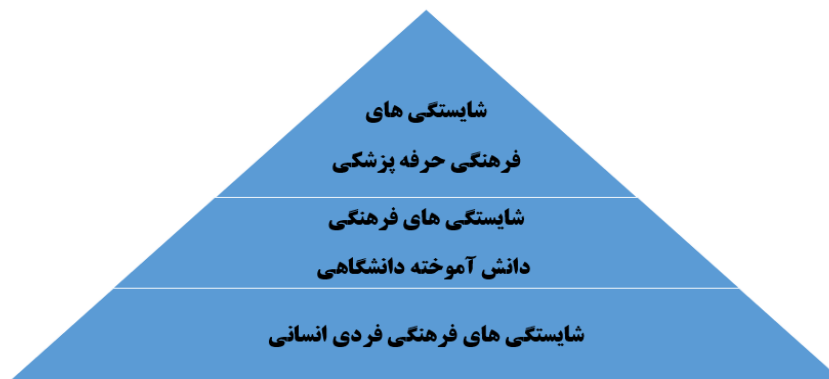 شایستگی های
فرهنگی حرفه پزشکی
شایستگی های فرهنگی
دانش آموخته دانشگاهی
شایستگی های فرهنگی فردی انسانی